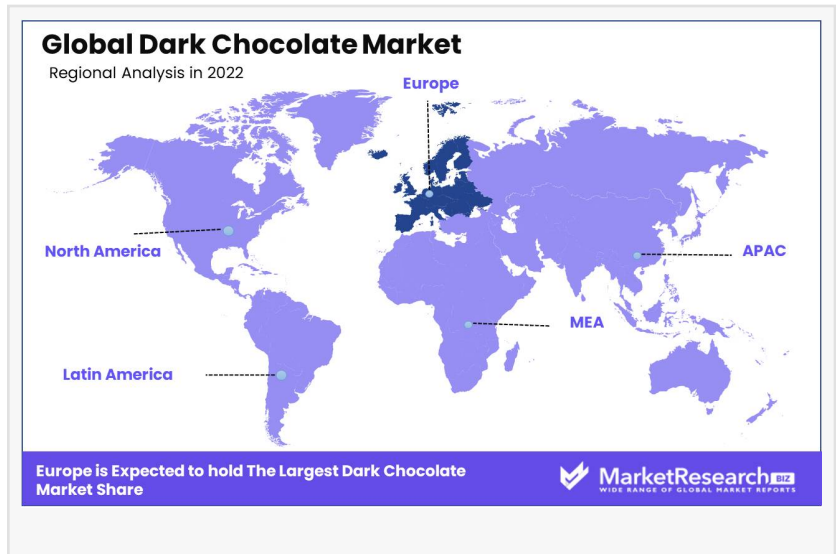 Global Dark Chocolate Market
Regional Analysis in 2022
Europe
North America
APAC
MEA
Latin America
Europe is Expected to hold The Largest Dark Chocolate
Market Share
MarketResearch BIZ
WIDE RANGE OF GLOBAL MARKET REPORTS